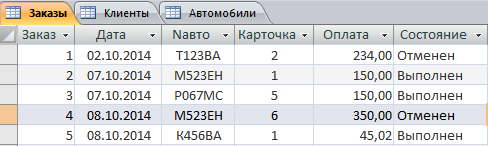 Заказы Клиенты Автомобили
Заказ Дата Nавто Карточка Оплата Состояние
1 02.10.2014 Т123ВА 2 234,00 Отменен
2 07.10.2014 М523ЕН 1 150,00 Выполнен
3 07.10.2014 Р067МС 5 150,00 Выполнен
4 08.10.2014 М523ЕН 6 350,00 Отменен
5 08.10.2014 К456ВА 1 45,02 Выполнен